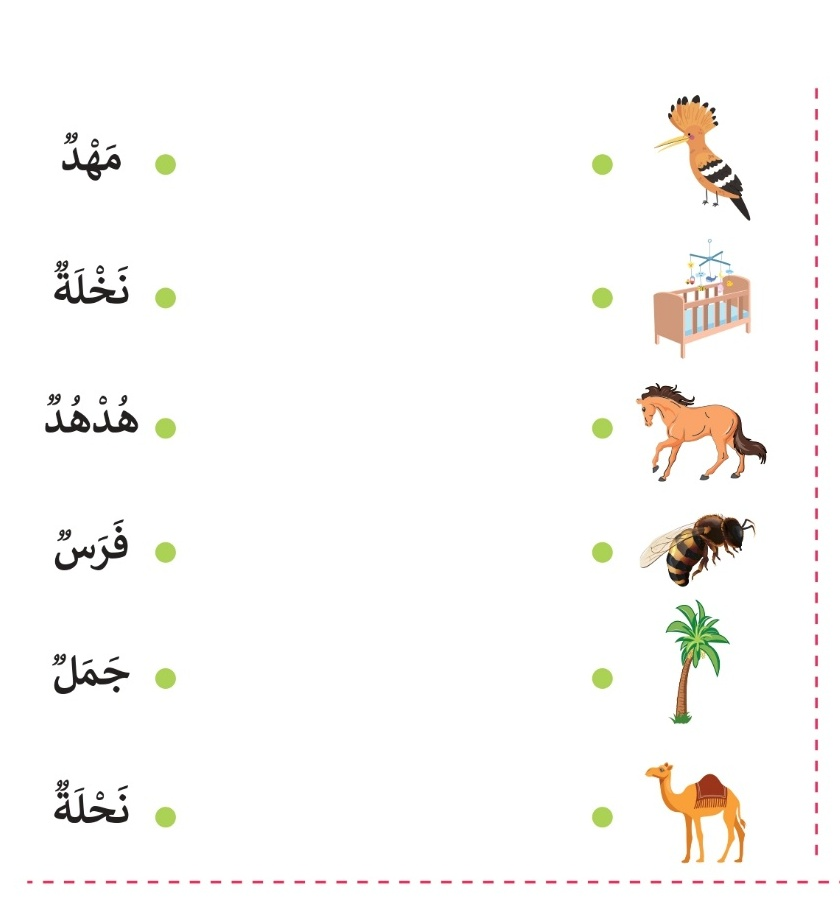 مَهْدٌ
نَخْلَةٌ
هُدْهُدٌ
فَرَسٌ
جَمَلٌ
نَحْلَةٌ